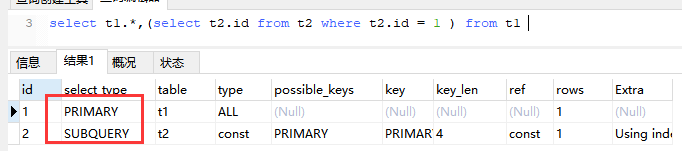 3 select t1.*,(select t2.id from t2 where t2.id = 1 ) from t1
信息 结果1 概况 状态
id select_type table type possible_keys key key_len ref rows Extra
1 PRIMARY t1 ALL (Null) (Null) (Null) (Null) 1 (Null)
2 SUBQUERY t2 const PRIMARY PRIMAR 4 const 1 Using inde